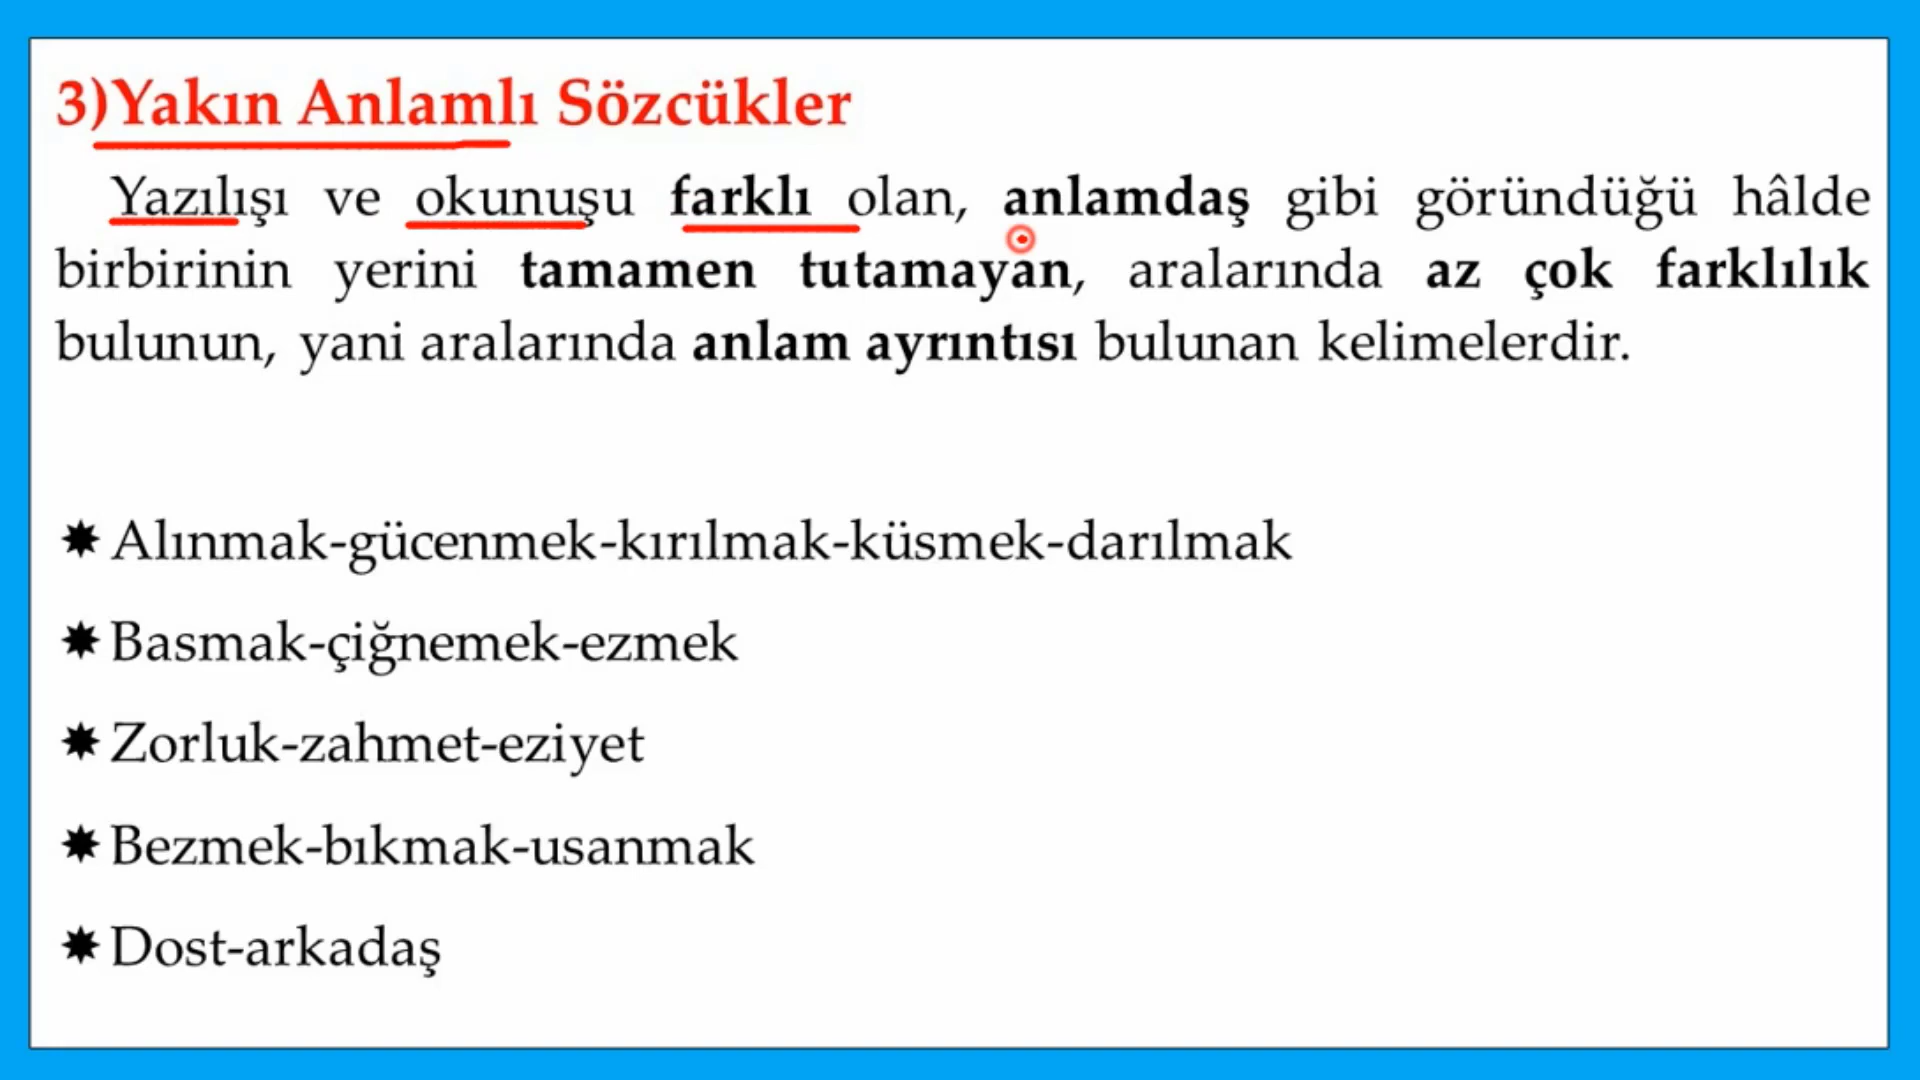 3)Yakın Anlamlı Sözcükler
Yazılışı ve okunuşu farklı olan, anlamdaş gibi göründüğü hâlde
birbirinin yerini tamamen tutamayan, aralarında az çok farklılık
bulunun, yani aralarında anlam ayrıntısı bulunan kelimelerdir.
✸ Alınmak-gücenmek-kırılmak-küsmek-darılmak
✸ Basmak-çiğnemek-ezmek
✸ Zorluk-zahmet-eziyet
✸ Bezmek-bıkmak-usanmak
✸ Dost-arkadaş